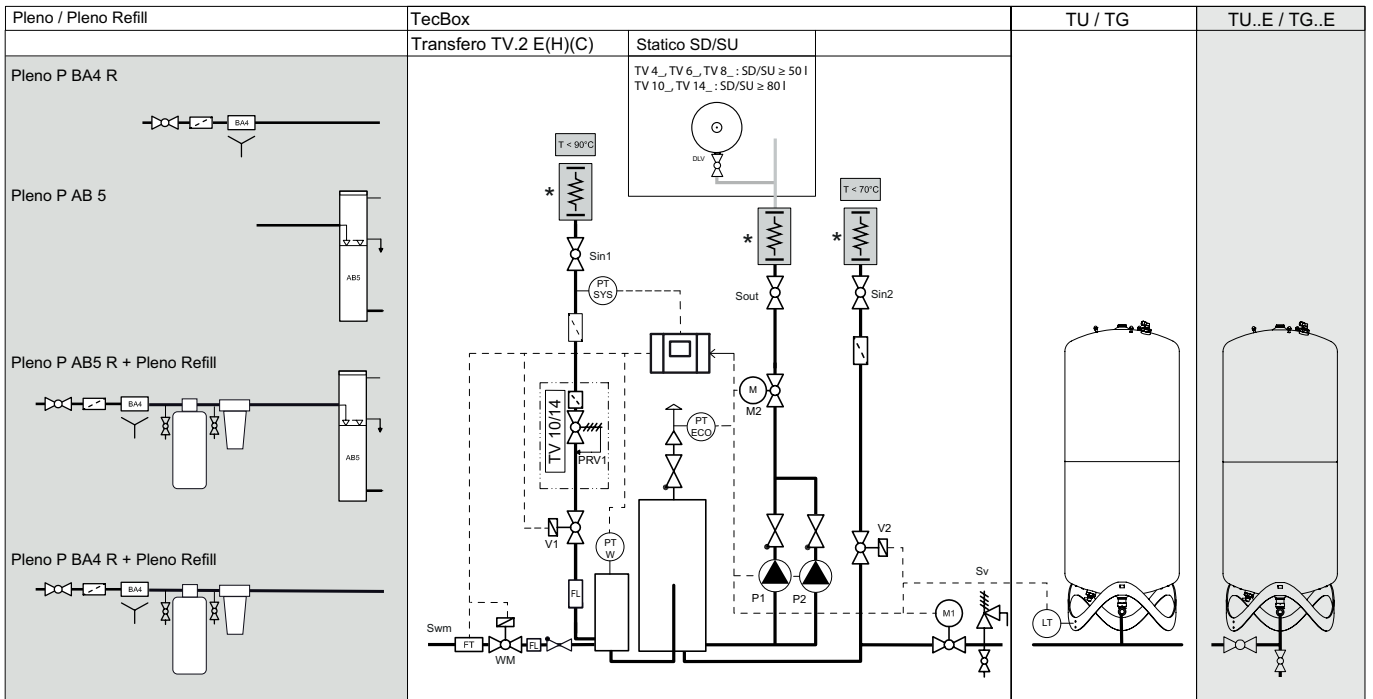 Pleno / Pleno Refill
TecBox
TU / TG
TU..E / TG..E
Transfero TV.2 E(H)(C)
Statico SD/SU
Pleno P BA4 R
BA4
Pleno P AB 5
AB5
Pleno P AB5 R + Pleno Refill
BA4
AB5
Pleno P BA4 R + Pleno Refill
BA4
TV 4_, TV 6_, TV 8_ : SD/SU ≥ 50 l
TV 10_, TV 14_ : SD/SU ≥ 80 l
DLV
T < 90°C
T < 70°C
*
*
*
Sin1
PT
SYS
Sout
Sin2
M
M2
PT
ECO
TV 10/14
PRV1
V1
PT
W
V2
FL
P1
P2
Sv
M1
LT
Swm
FT
WM
FL